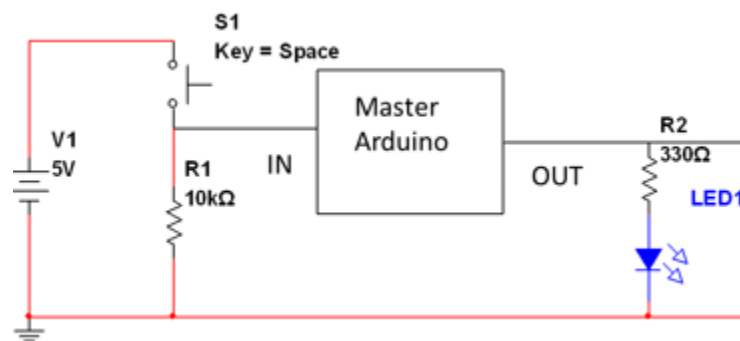 S1
Key = Space
Master
Arduino
V1
5V
R1
10kΩ
IN
OUT
R2
330Ω
LED1